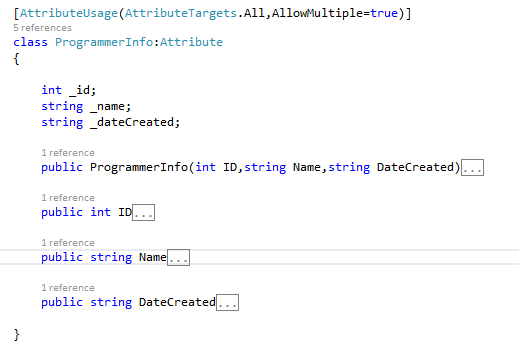 [AttributeUsage(AttributeTargets.All,AllowMultiple=true)]
5 references
class ProgrammerInfo:Attribute
{
int _id;
string _name;
string _dateCreated;
1 reference
public ProgrammerInfo(int ID,string Name,string DateCreated)...
1 reference
public int ID...
1 reference
public string Name...
1 reference
public string DateCreated...
}